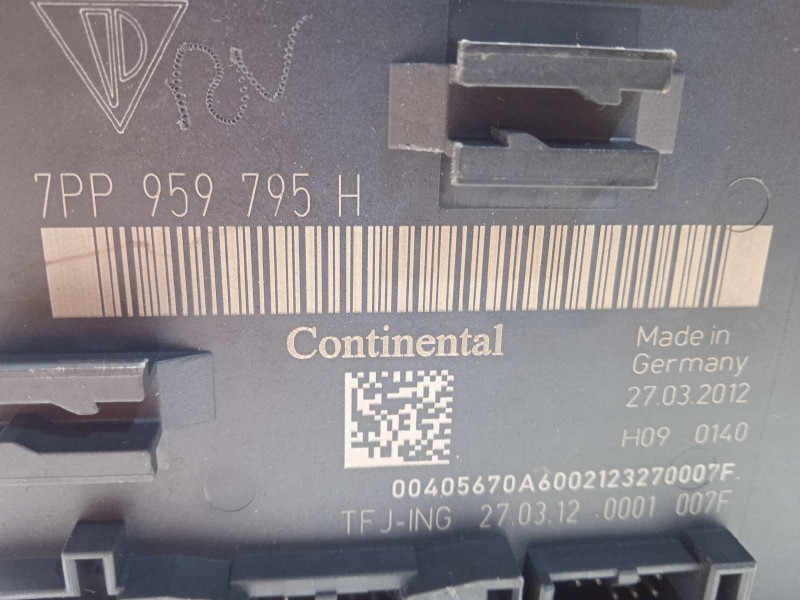 7PP 959 795 H
Continental
Made in
Germany
27.03.2012
H09 0140
00405670A6002123270007F
TFJ-ING 27.03.12 0001 007F